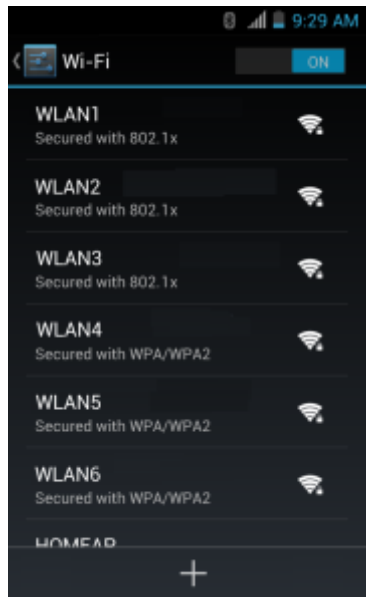 9:29 AM
Wi-Fi
ON
WLAN1
Secured with 802.1x
WLAN2
Secured with 802.1x
WLAN3
Secured with 802.1x
WLAN4
Secured with WPA/WPA2
WLAN5
Secured with WPA/WPA2
WLAN6
Secured with WPA/WPA2
HOMEAP